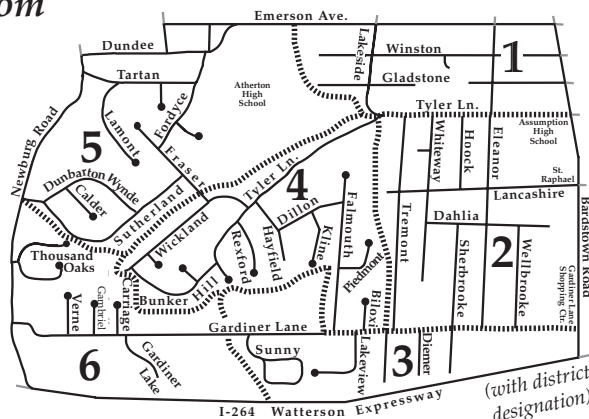 om
Emerson Ave.
Dundee
Lakeside
Winston
1
Tartan
Gladstone
Atherton
High
School
Tyler Ln.
Fordyce
Lamont
Newburg Road
5
Whiteway
Hoock
Eleanor
Assumption
High
School
Fraser
Tyler Ln.
4
St.
Raphael
Dunbatton Wynde
Calder
Sutherland
Lancashire
Wickland
Dillon
Falmouth
Tremont
Bardstown Road
Dahlia
Rexford
Hayfield
Kline
Thousand
Oaks
Piedmont
Sherbrooke
2
Wellbrooke
Gardiner Lane
Shopping Ctr.
Verne
Gambriel
Carriage
Bunker Hill
Biloxi
Gardiner Lane
6
Gardiner
Lake
Sunny
Lakeview
3
Diemer
I-264 Watterson Expressway
(with district
designation)